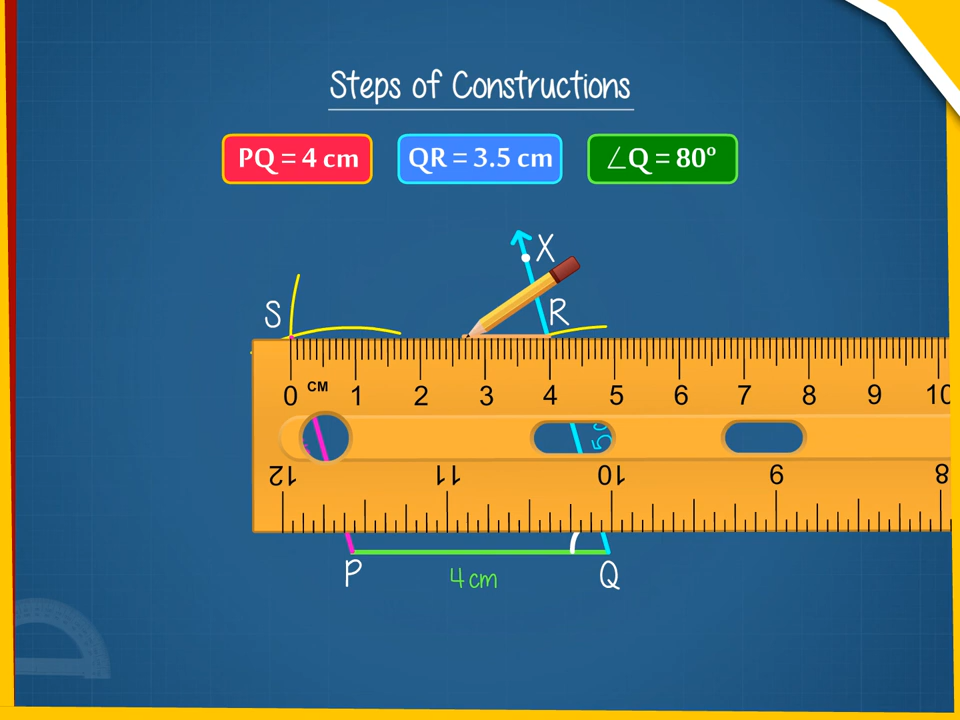 Steps of Constructions
PQ = 4 cm QR = 3.5 cm ∠Q = 80°
X
S R
0 CM 1 2 3 4 5 6 7 8 9 10
12 11 10 9 8
P Q
4 cm